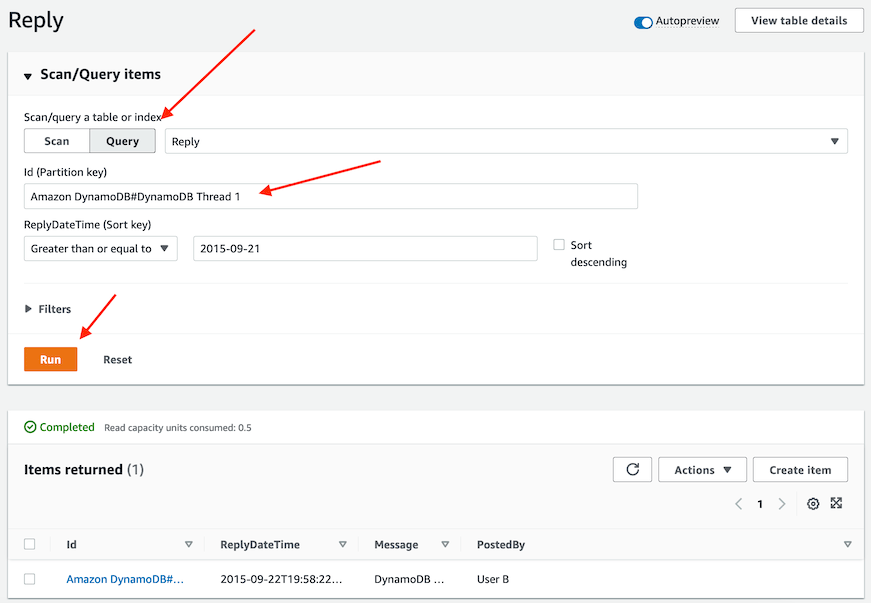 Reply
Autopreview
View table details
Scan/Query items
Scan/query a table or index
Scan
Query
Reply
Id (Partition key)
Amazon DynamoDB#DynamoDB Thread 1
ReplyDateTime (Sort key)
Greater than or equal to
2015-09-21
Sort
descending
Filters
Run
Reset
Completed
Read capacity units consumed: 0.5
Items returned (1)
Actions
Create item
1
Id
ReplyDateTime
Message
PostedBy
Amazon DynamoDB#...
2015-09-22T19:58:22...
DynamoDB ...
User B